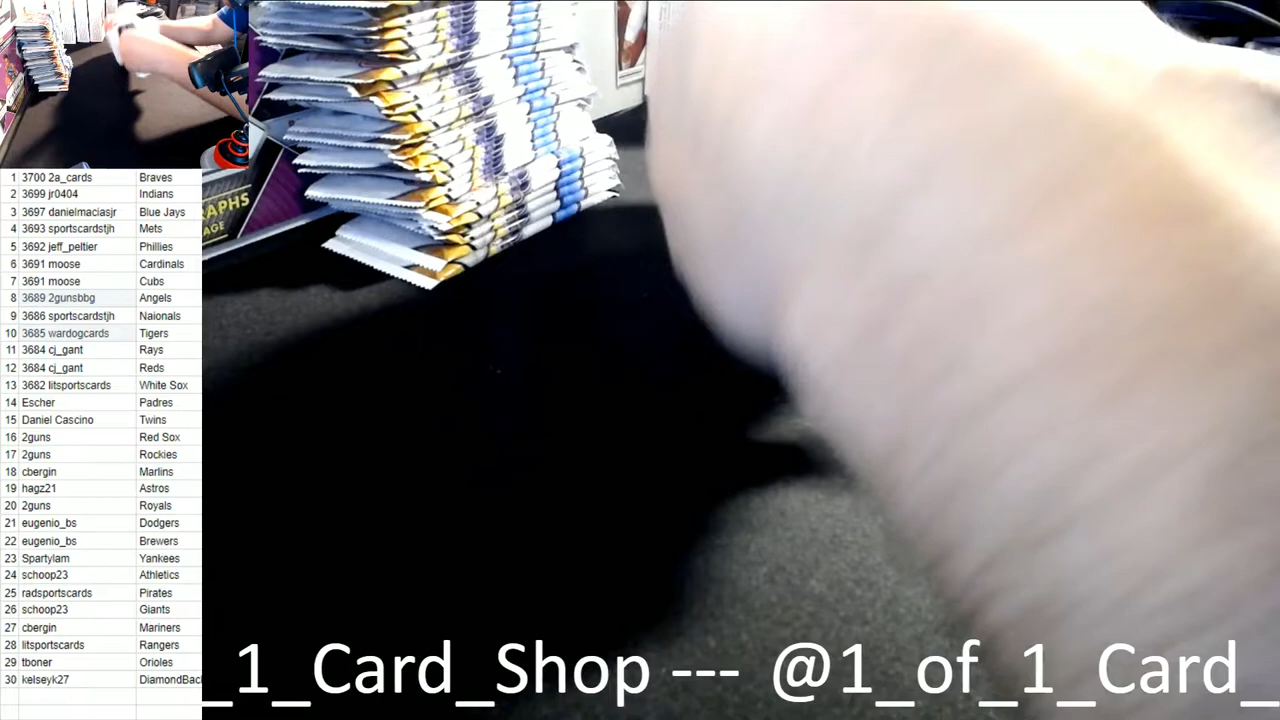 APHS
AGE
1 3700 2a_cards Braves
2 3699 jr0404 Indians
3 3697 danielmaciasjr Blue Jays
4 3693 sportscardstjh Mets
5 3692 jeff_peltier Phillies
6 3691 moose Cardinals
7 3691 moose Cubs
8 3689 2gunsbbg Angels
9 3686 sportscardstjh Naionals
10 3685 wardogcards Tigers
11 3684 cj_gant Rays
12 3684 cj_gant Reds
13 3682 litsportscards White Sox
14 Escher Padres
15 Daniel Cascino Twins
16 2guns Red Sox
17 2guns Rockies
18 cbergin Marlins
19 hagz21 Astros
20 2guns Royals
21 eugenio_bs Dodgers
22 eugenio_bs Brewers
23 Spartylam Yankees
24 schoop23 Athletics
25 radsportscards Pirates
26 schoop23 Giants
27 cbergin Mariners
28 litsportscards Rangers
29 tboner Orioles
30 kelseyk27 DiamondBack
_1_Card_Shop --- @1_of_1_Card_